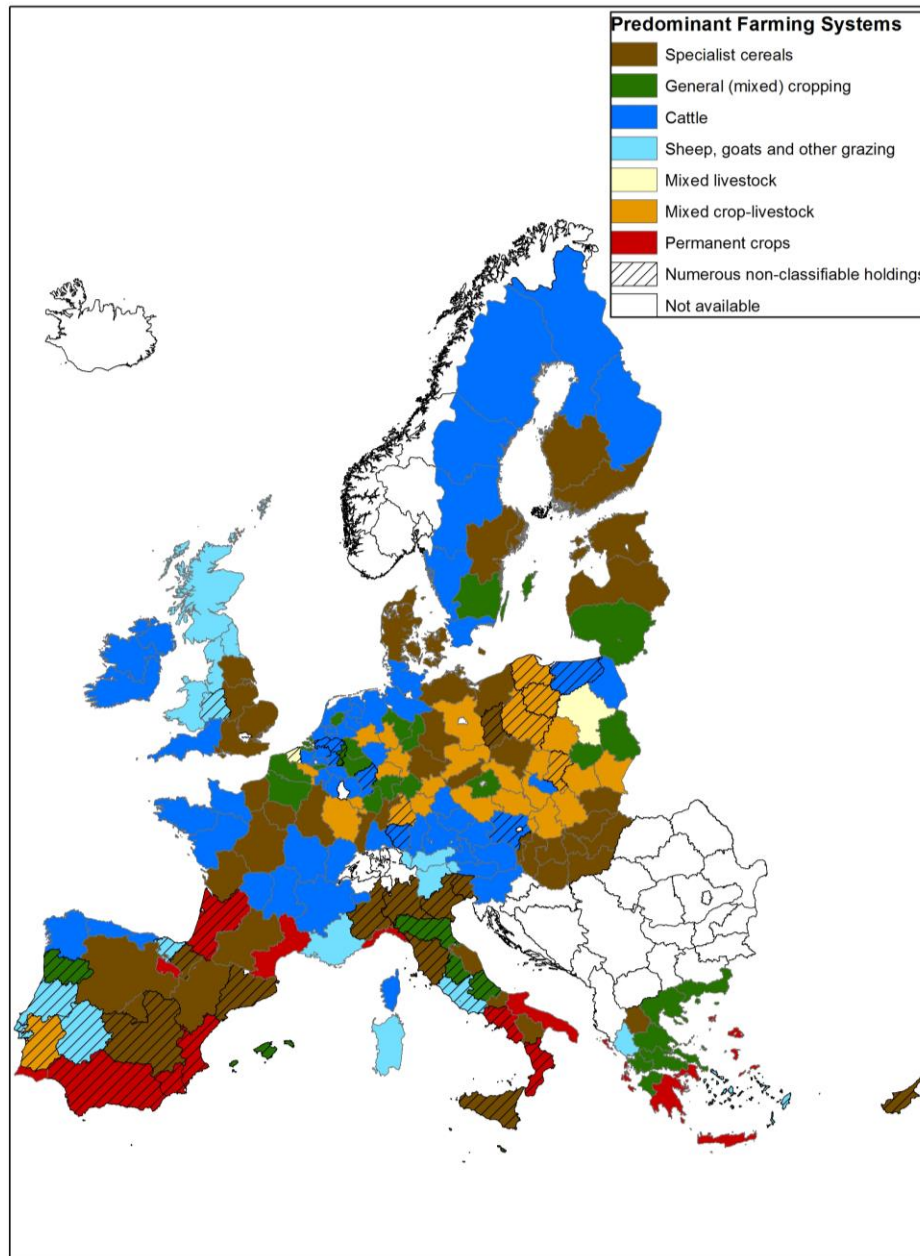 Predominant Farming Systems
Specialist cereals
General (mixed) cropping
Cattle
Sheep, goats and other grazing
Mixed livestock
Mixed crop-livestock
Permanent crops
Numerous non-classifiable holdings
Not available